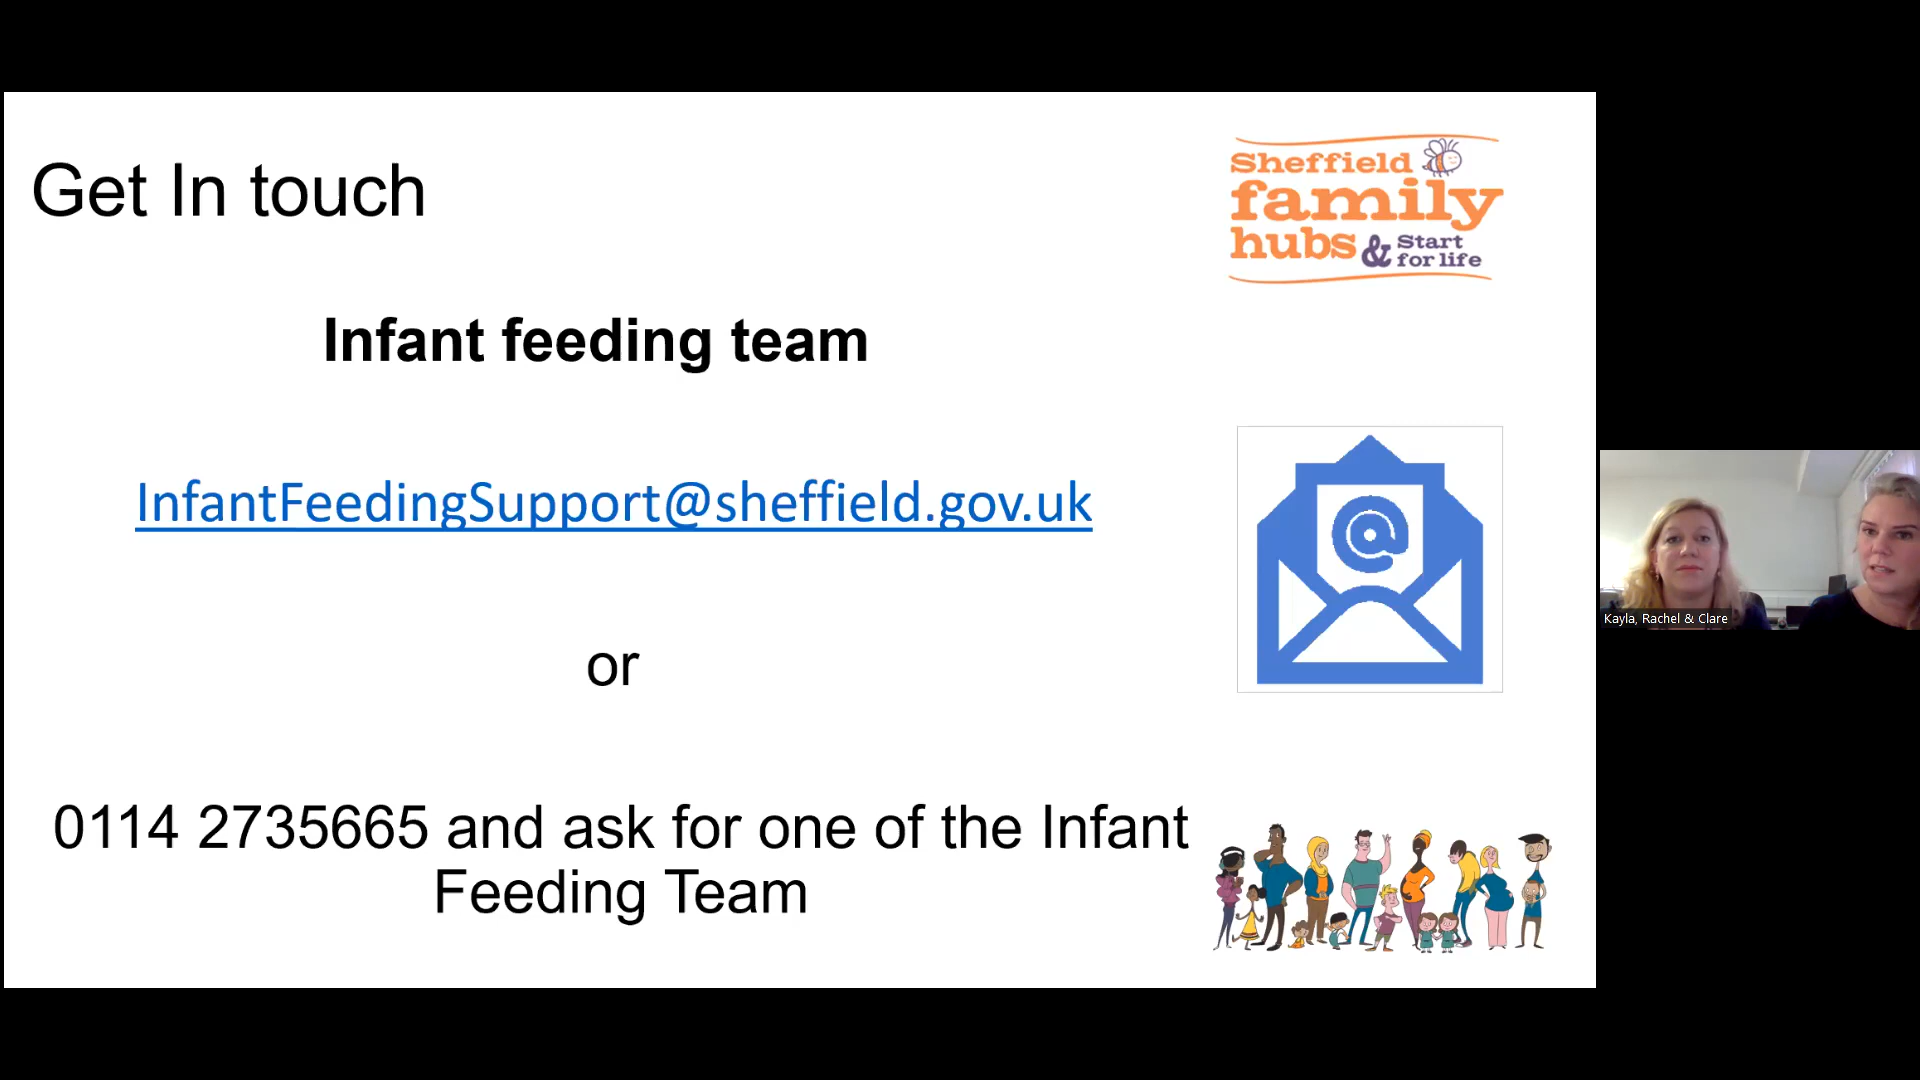 Get In touch
Sheffield
family
hubs & Start
for life
Infant feeding team
InfantFeedingSupport@sheffield.gov.uk
@
or
0114 2735665 and ask for one of the Infant
Feeding Team
Kayla, Rachel & Clare